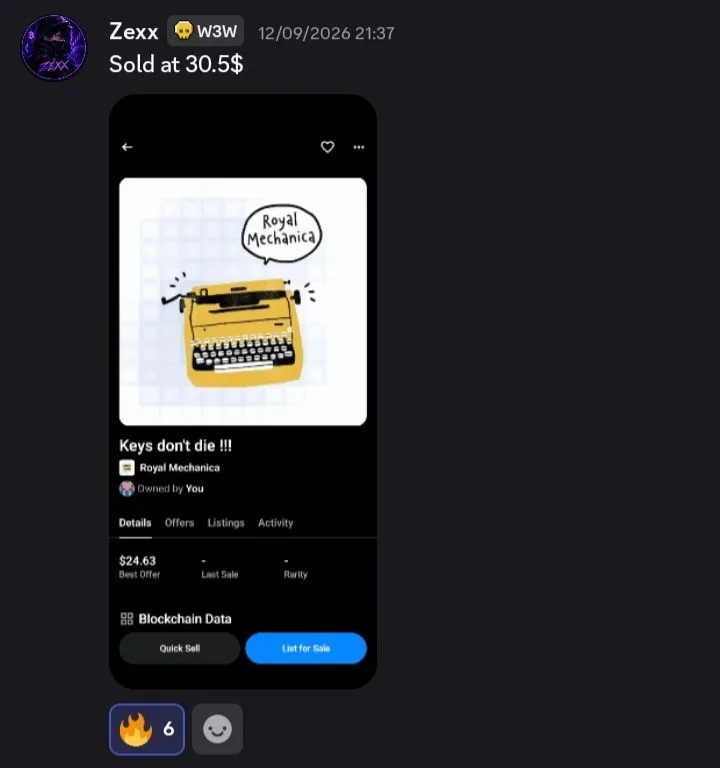 Zexx W3W 12/09/2026 21:37
Sold at 30.5$
Royal
Mechanica
Keys don't die !!!
Royal Mechanica
Owned by You
Details Offers Listings Activity
$24.63 - -
Best Offer Last Sale Rarity
Blockchain Data
Quick Sell List for Sale
6